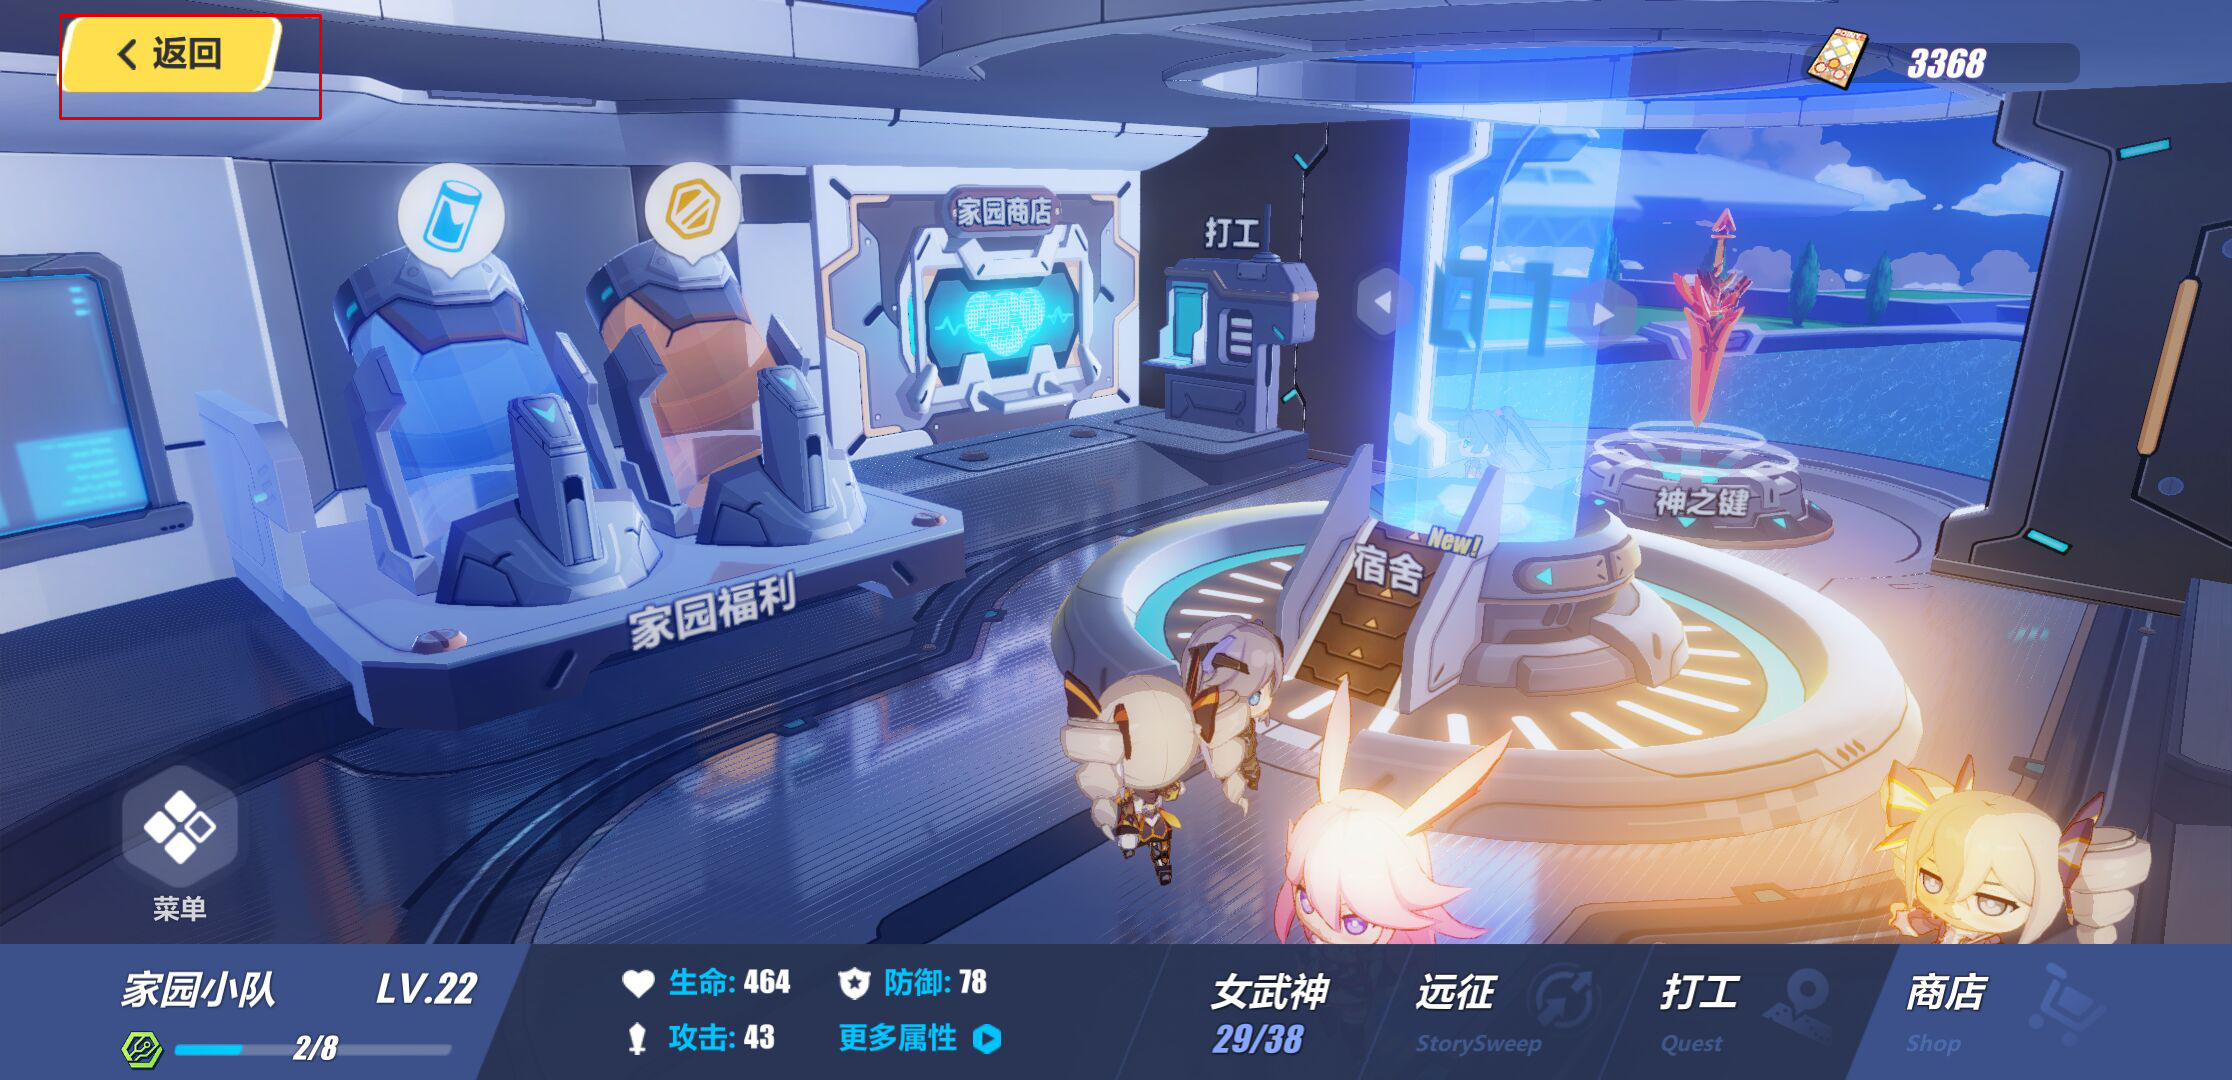 返回
3368
家园商店
打工
神之键
New!
宿舍
家园福利
菜单
家园小队 LV.22
2/8
生命: 464 防御: 78
攻击: 43 更多属性
女武神
29/38
远征
StorySweep
打工
Quest
商店
Shop